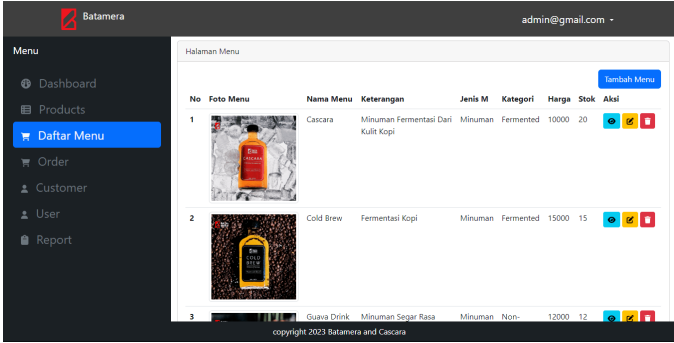 Batamera
admin@gmail.com
Menu
Halaman Menu
Dashboard
Products
Daftar Menu
Order
Customer
User
Report
Tambah Menu
No Foto Menu Nama Menu Keterangan Jenis M Kategori Harga Stok Aksi
1 Cascara Minuman Fermentasi Dari Minuman Fermented 10000 20
Kulit Kopi
CASCARA
2 Cold Brew Fermentasi Kopi Minuman Fermented 15000 15
COLD
BREW
3 Guava Drink Minuman Segar Rasa Minuman Non- 12000 12
copyright 2023 Batamera and Cascara